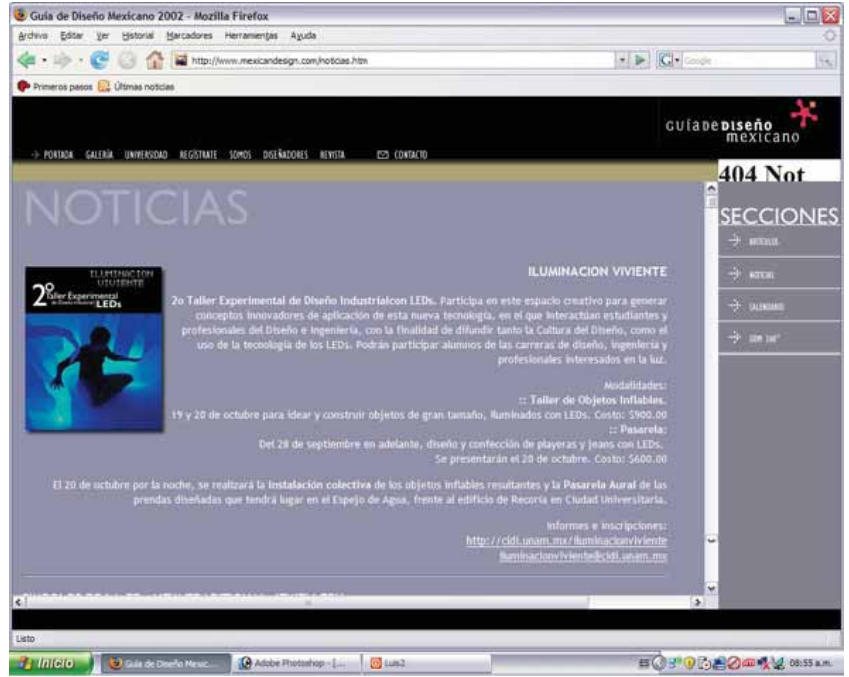 Guía de Diseño Mexicano 2002 - Mozilla Firefox
Archivo Editar Ver Historial Marcadores Herramientas Ayuda
http://www.mexicandesign.com/noticias.htm
Google
Primeros pasos Últimas noticias
GUÍA DE DISEÑO
mexicano
PORTADA GALERÍA UNIVERSIDAD REGÍSTRATE SOMOS DISEÑADORES REVISTA CONTACTO
404 Not
NOTICIAS
SECCIONES
ARTÍCULOS
NOTICIAS
CALENDARIO
ILUMINACION
VIVIENTE
2º
Taller Experimental
LEDs
ILUMINACION VIVIENTE
2o Taller Experimental de Diseño Industrialcon LEDs. Participa en este espacio creativo para generar
conceptos innovadores de aplicación de esta nueva tecnología, en el que interactúan estudiantes y
profesionales del Diseño e Ingeniería, con la finalidad de difundir tanto la Cultura del Diseño, como el
uso de la tecnología de los LEDs. Podrán participar alumnos de las carreras de diseño, ingeniería y
profesionales interesados en la luz.
Modalidades:
:: Taller de Objetos Inflables.
19 y 20 de octubre para idear y construir objetos de gran tamaño, iluminados con LEDs. Costo: $900.00
:: Pasarela:
Del 28 de septiembre en adelante, diseño y confección de playeras y jeans con LEDs.
Se presentarán el 20 de octubre. Costo: $600.00
El 20 de octubre por la noche, se realizará la Instalación colectiva de los objetos inflables resultantes y la Pasarela Aural de las
prendas diseñadas que tendrá lugar en el Espejo de Agua, frente al edificio de Recoría en Ciudad Universitaria.
Informes e inscripciones:
http://cidi.unam.mx/iluminacionviviente
iluminacionviviente@cidi.unam.mx
Listo
Inicio Guía de Diseño Mexic... Adobe Photoshop - [... Luis2 08:55 a.m.